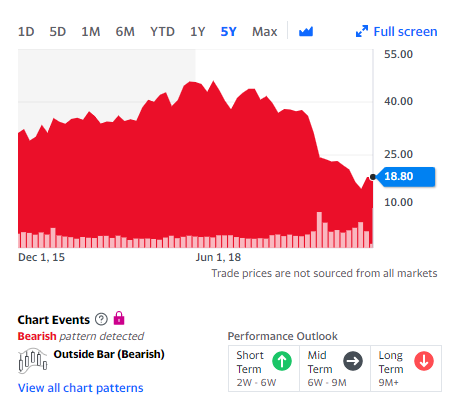 1D 5D 1M 6M YTD 1Y 5Y Max Full screen
55.00
40.00
25.00
18.80
10.00
Dec 1, 15 Jun 1, 18
Trade prices are not sourced from all markets
Chart Events ?
Bearish pattern detected
Outside Bar (Bearish)
View all chart patterns
Performance Outlook
Short Term
2W - 6W
Mid Term
6W - 9M
Long Term
9M+